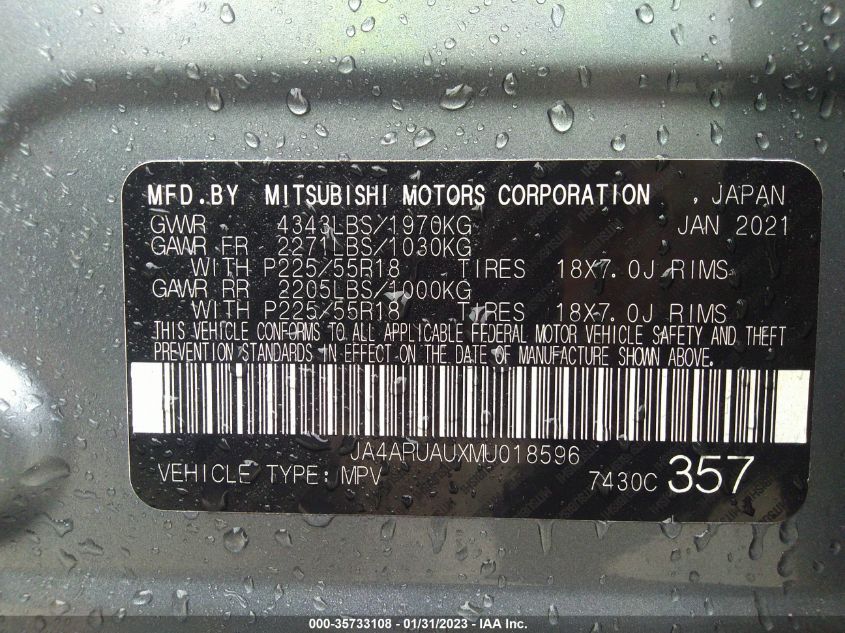 MFD.BY MITSUBISHI MOTORS CORPORATION , JAPAN
GVWR 4343LBS/1970KG JAN 2021
GAWR FR 2271LBS/1030KG
WITH P225/55R18 TIRES 18X7.0J RIMS
GAWR RR 2205LBS/1000KG
WITH P225/55R18 TIRES 18X7.0J RIMS
THIS VEHICLE CONFORMS TO ALL APPLICABLE FEDERAL MOTOR VEHICLE SAFETY AND THEFT
PREVENTION STANDARDS IN EFFECT ON THE DATE OF MANUFACTURE SHOWN ABOVE.
JA4ARUAUXMU018596
VEHICLE TYPE: MPV 7430C 357
000-35733108 - 01/31/2023 - © IAA Inc.